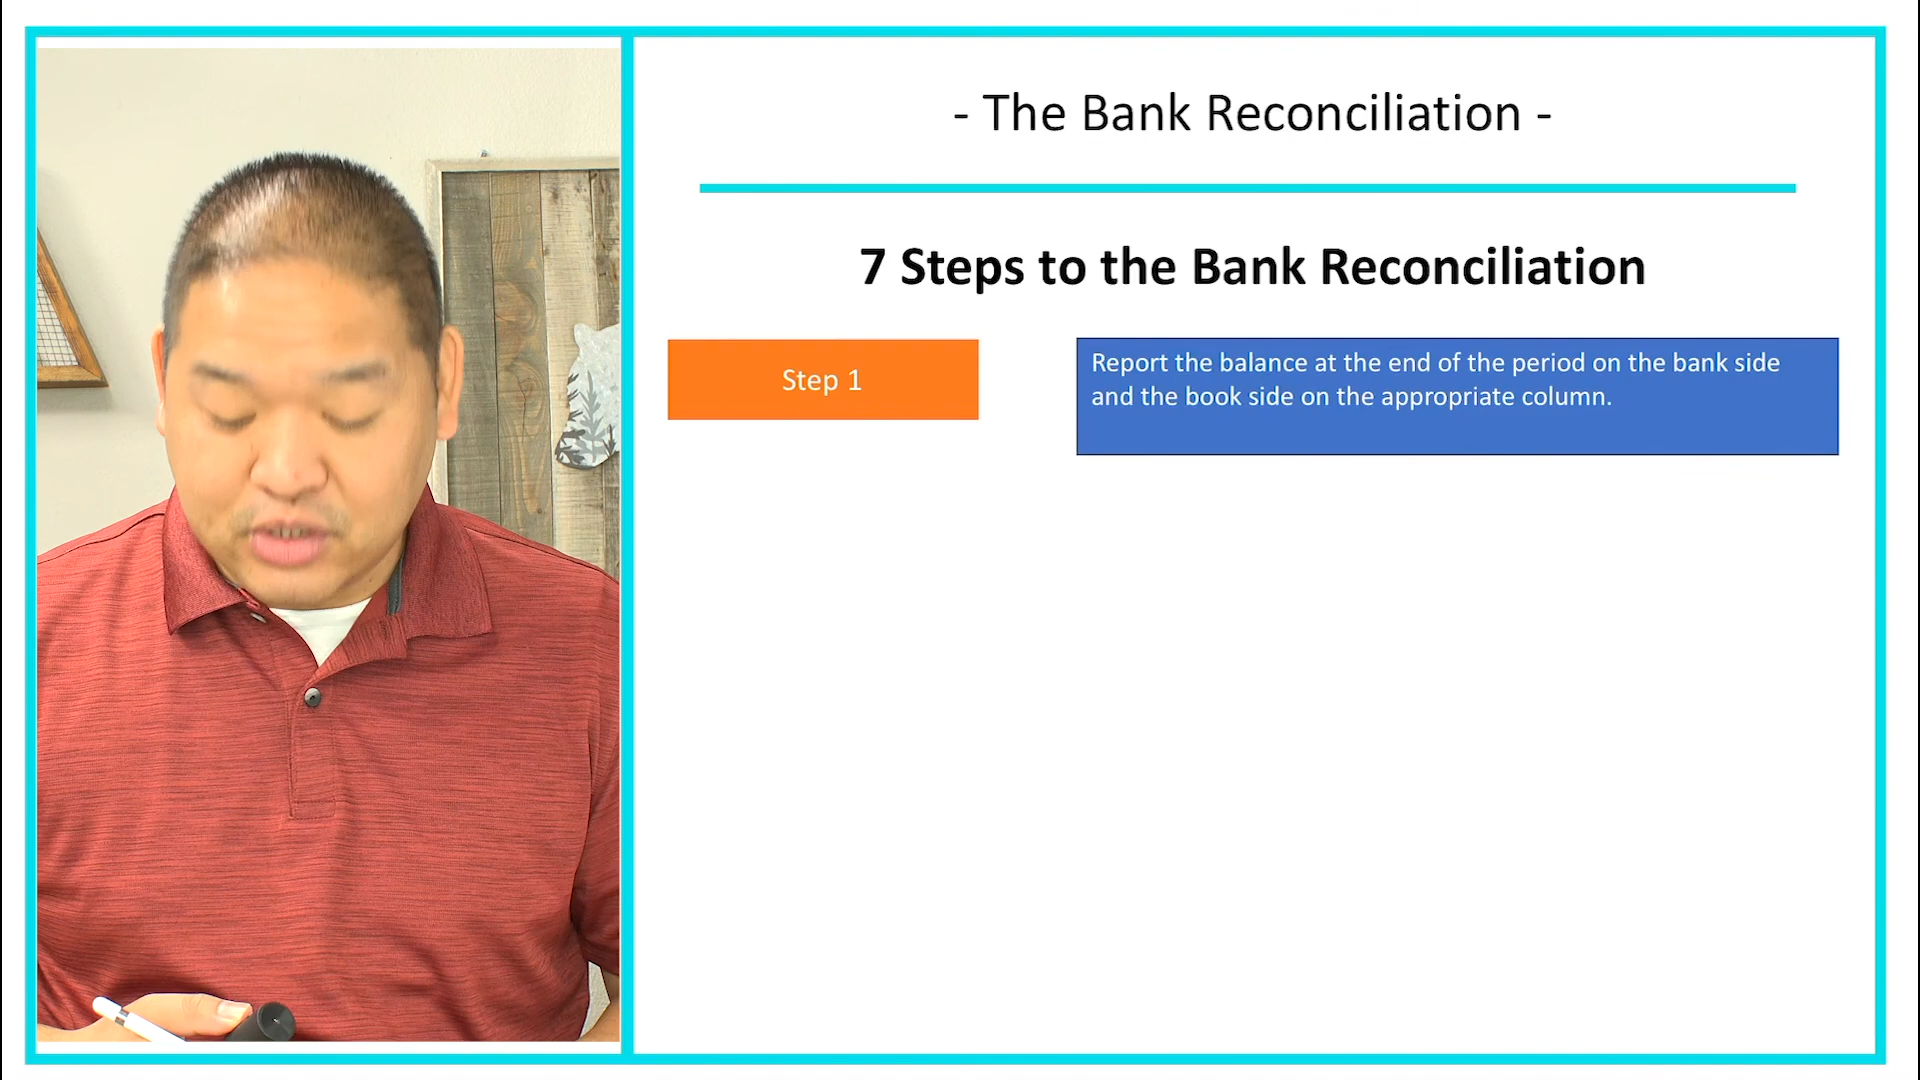 - The Bank Reconciliation -
7 Steps to the Bank Reconciliation
Step 1
Report the balance at the end of the period on the bank side
and the book side on the appropriate column.